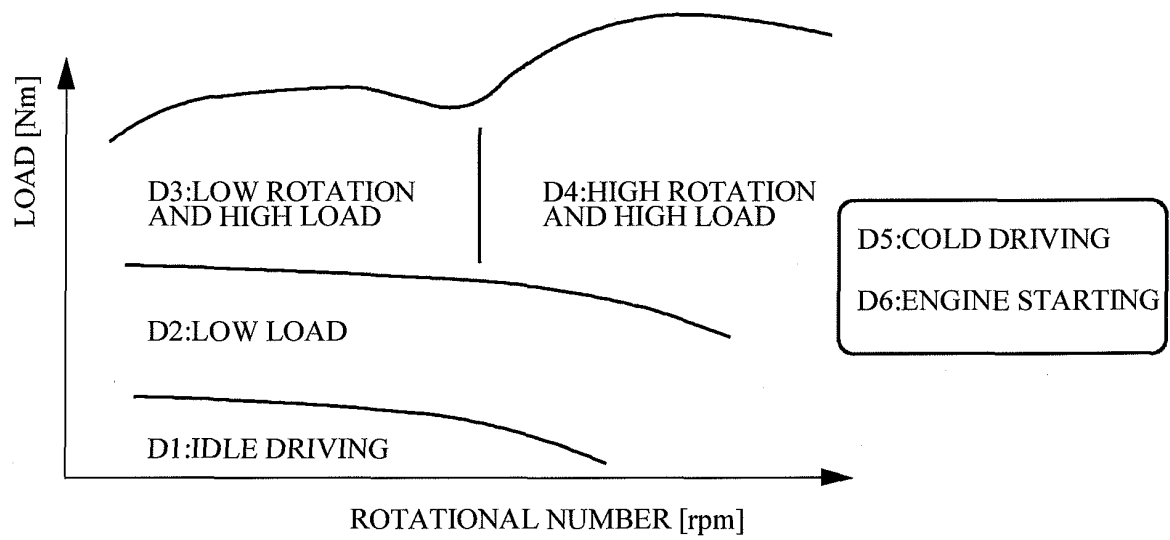 LOAD [Nm]
D3:LOW ROTATION
AND HIGH LOAD
D4:HIGH ROTATION
AND HIGH LOAD
D5:COLD DRIVING
D6:ENGINE STARTING
D2:LOW LOAD
D1:IDLE DRIVING
ROTATIONAL NUMBER [rpm]